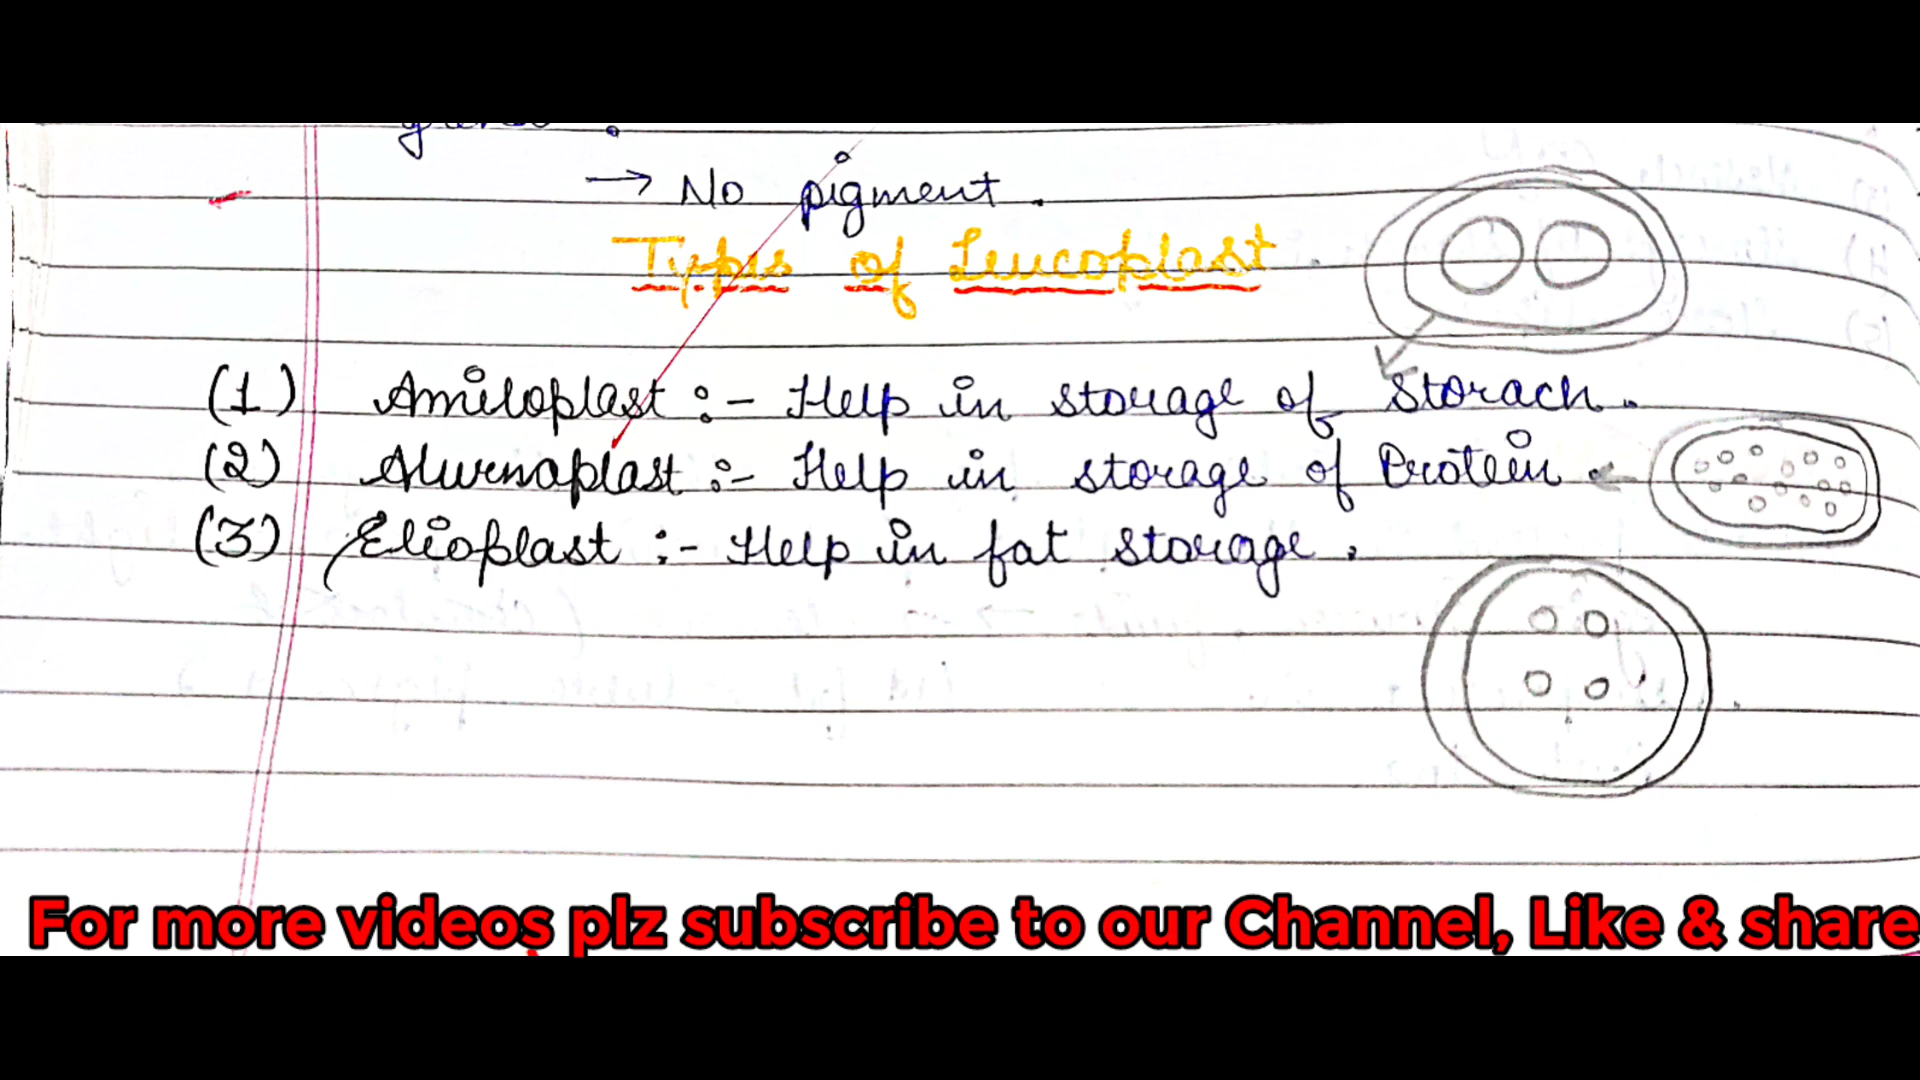 → No pigment.
Types of Leucoplast
(1) Amiloplast :- Help in storage of Storach.
(2) Alurnaplast :- Help in storage of Protein
(3) Elioplast :- Help in fat storage.
For more videos plz subscribe to our Channel, Like & share